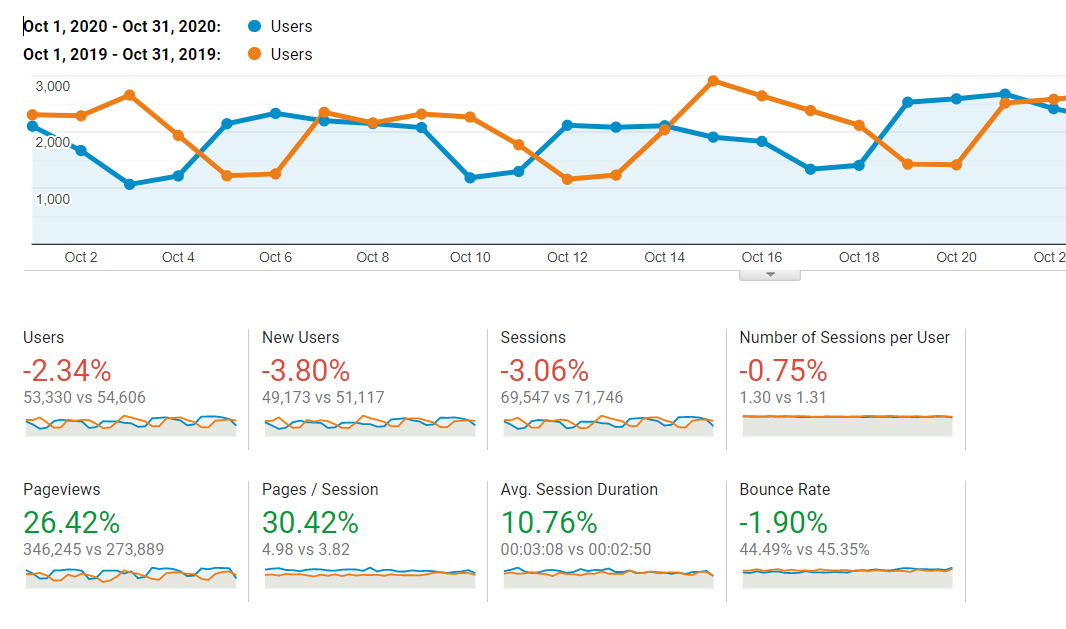 Oct 1, 2020 - Oct 31, 2020: Users
Oct 1, 2019 - Oct 31, 2019: Users
3,000
2,000
1,000
Oct 2 Oct 4 Oct 6 Oct 8 Oct 10 Oct 12 Oct 14 Oct 16 Oct 18 Oct 20 Oct 2
Users New Users Sessions Number of Sessions per User
-2.34% -3.80% -3.06% -0.75%
53,330 vs 54,606 49,173 vs 51,117 69,547 vs 71,746 1.30 vs 1.31
Pageviews Pages / Session Avg. Session Duration Bounce Rate
26.42% 30.42% 10.76% -1.90%
346,245 vs 273,889 4.98 vs 3.82 00:03:08 vs 00:02:50 44.49% vs 45.35%